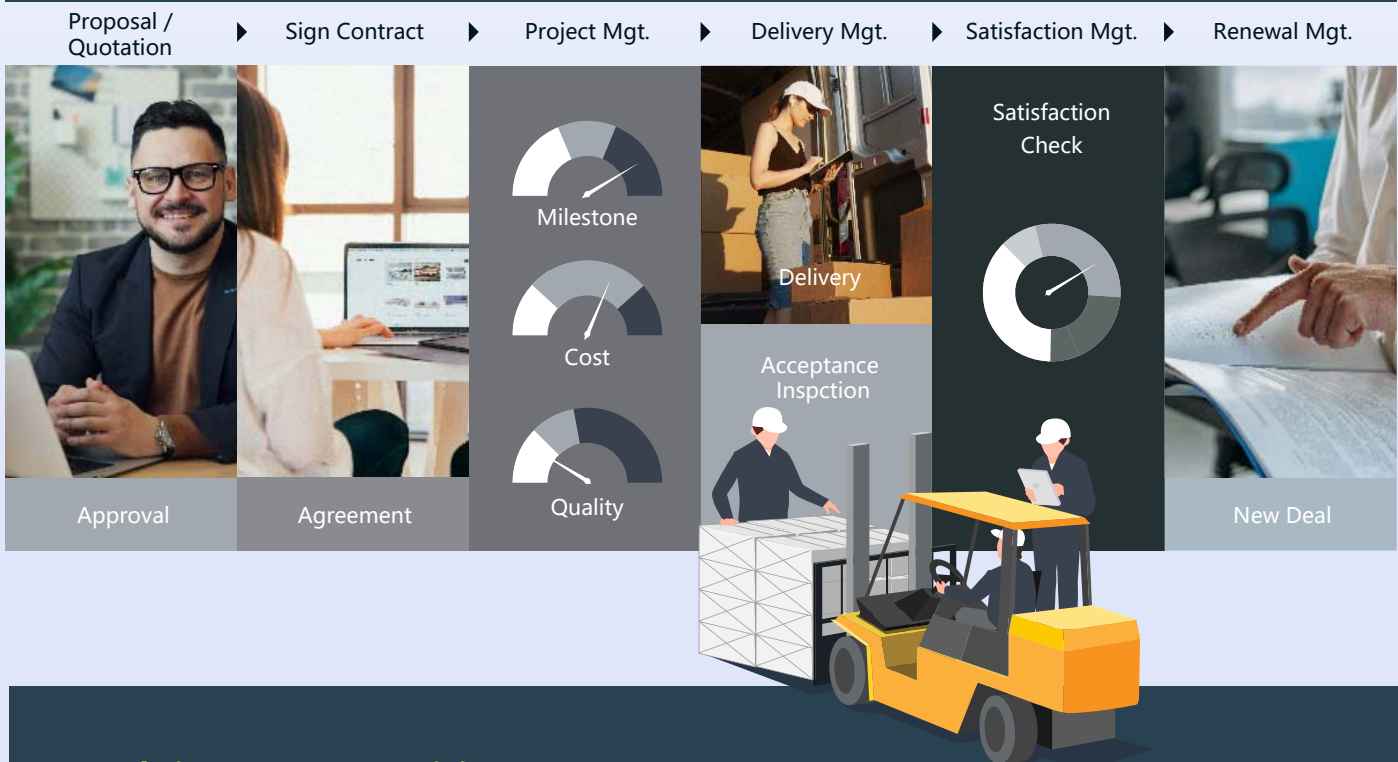 Proposal /
Quotation
Sign Contract
Project Mgt.
Delivery Mgt.
Satisfaction Mgt.
Renewal Mgt.
Approval
Agreement
Milestone
Cost
Quality
Delivery
Acceptance
Inspction
Satisfaction
Check
New Deal